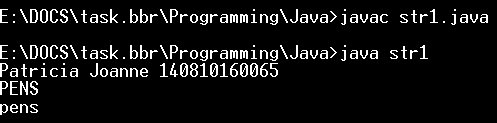 E:\DOCS\task.bbr\Programming\Java>javac str1.java
E:\DOCS\task.bbr\Programming\Java>java str1
Patricia Joanne 140810160065
PENS
pens